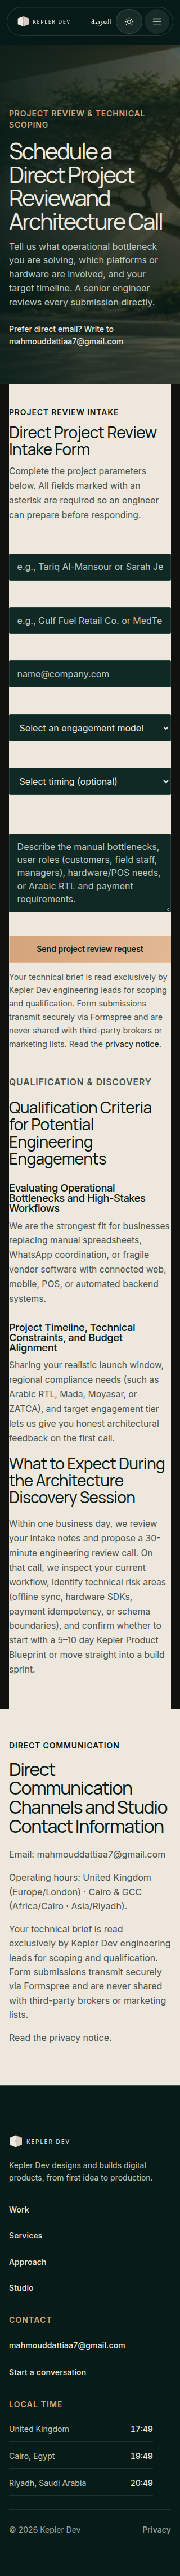 KEPLER DEV
العربية
PROJECT REVIEW & TECHNICAL
SCOPING
Schedule a
Direct Project
Reviewand
Architecture Call
Tell us what operational bottleneck
you are solving, which platforms or
hardware are involved, and your
target timeline. A senior engineer
reviews every submission directly.
Prefer direct email? Write to
mahmouddattiaa7@gmail.com
PROJECT REVIEW INTAKE
Direct Project Review
Intake Form
Complete the project parameters
below. All fields marked with an
asterisk are required so an engineer
can prepare before responding.
e.g., Tariq Al-Mansour or Sarah Je
e.g., Gulf Fuel Retail Co. or MedTe
name@company.com
Select an engagement model
Select timing (optional)
Describe the manual bottlenecks,
user roles (customers, field staff,
managers), hardware/POS needs,
or Arabic RTL and payment
requirements.
Send project review request
Your technical brief is read exclusively by
Kepler Dev engineering leads for scoping
and qualification. Form submissions
transmit securely via Formspree and are
never shared with third-party brokers or
marketing lists. Read the privacy notice.
QUALIFICATION & DISCOVERY
Qualification Criteria
for Potential
Engineering
Engagements
Evaluating Operational
Bottlenecks and High-Stakes
Workflows
We are the strongest fit for businesses
replacing manual spreadsheets,
WhatsApp coordination, or fragile
vendor software with connected web,
mobile, POS, or automated backend
systems.
Project Timeline, Technical
Constraints, and Budget
Alignment
Sharing your realistic launch window,
regional compliance needs (such as
Arabic RTL, Mada, Moyasar, or
ZATCA), and target engagement tier
lets us give you honest architectural
feedback on the first call.
What to Expect During
the Architecture
Discovery Session
Within one business day, we review
your intake notes and propose a 30-
minute engineering review call. On
that call, we inspect your current
workflow, identify technical risk areas
(offline sync, hardware SDKs,
payment idempotency, or schema
boundaries), and confirm whether to
start with a 5–10 day Kepler Product
Blueprint or move straight into a build
sprint.
DIRECT COMMUNICATION
Direct
Communication
Channels and Studio
Contact Information
Email: mahmouddattiaa7@gmail.com
Operating hours: United Kingdom
(Europe/London) · Cairo & GCC
(Africa/Cairo · Asia/Riyadh).
Your technical brief is read
exclusively by Kepler Dev engineering
leads for scoping and qualification.
Form submissions transmit securely
via Formspree and are never shared
with third-party brokers or marketing
lists.
Read the privacy notice.
KEPLER DEV
Kepler Dev designs and builds digital
products, from first idea to production.
Work
Services
Approach
Studio
CONTACT
mahmouddattiaa7@gmail.com
Start a conversation
LOCAL TIME
United Kingdom 17:49
Cairo, Egypt 19:49
Riyadh, Saudi Arabia 20:49
© 2026 Kepler Dev Privacy